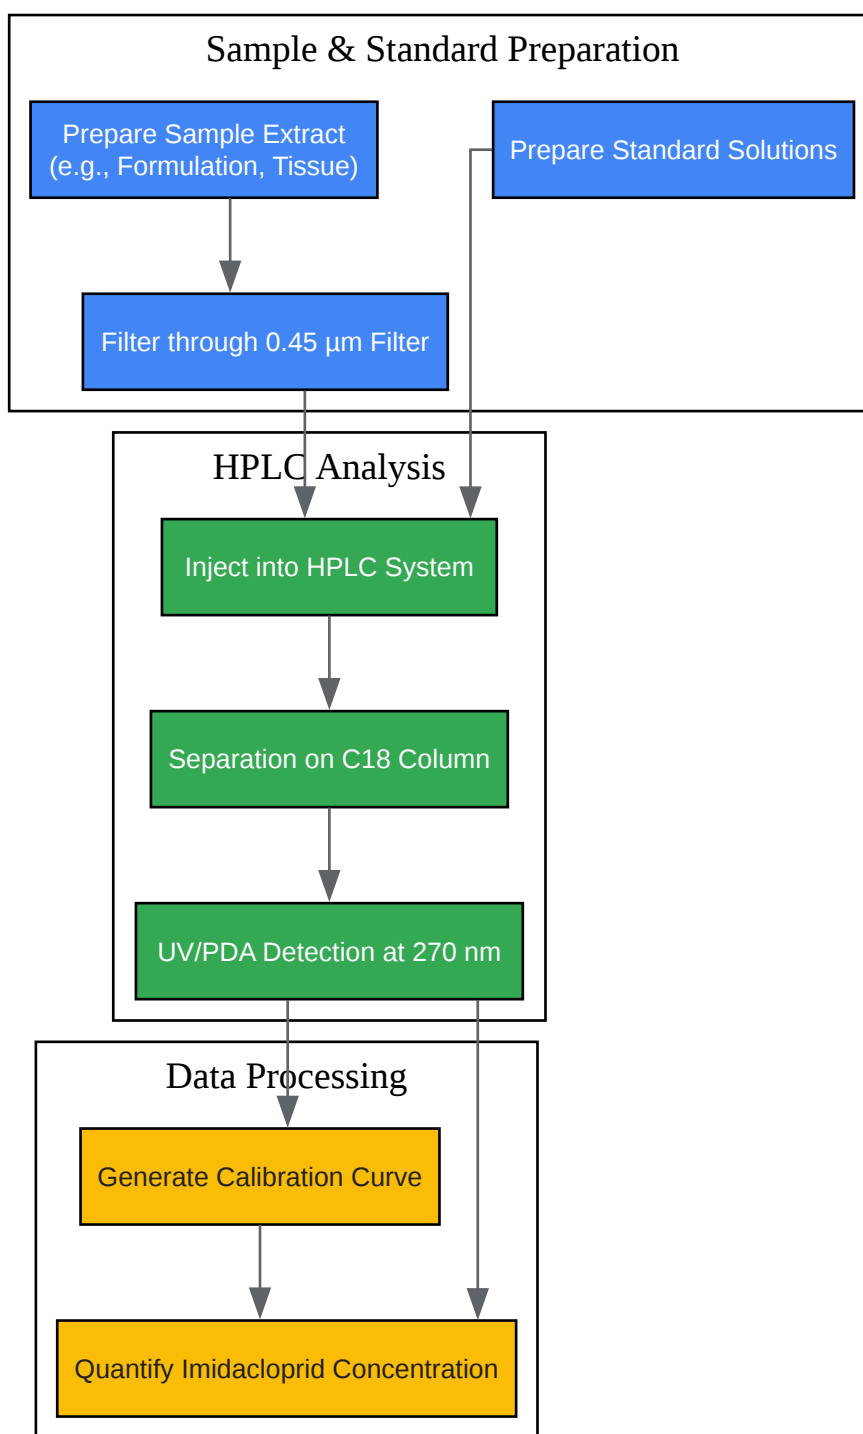 Sample & Standard Preparation
Prepare Sample Extract
(e.g., Formulation, Tissue)
Prepare Standard Solutions
Filter through 0.45 µm Filter
HPLC Analysis
Inject into HPLC System
Separation on C18 Column
UV/PDA Detection at 270 nm
Data Processing
Generate Calibration Curve
Quantify Imidacloprid Concentration